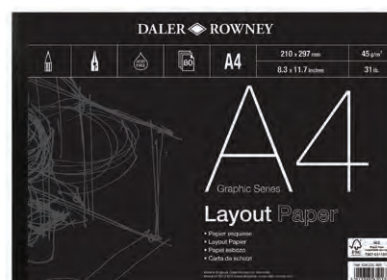 DALER ROWNEY
80
A4
210 x 297 mm
45 g/m²
8.3 x 11.7 inches
31 lb.
A4
Graphic Series
Layout Paper
• Papier esquisse
• Layout Papier
• Papel esbozo
• Carta da schizzi
FSC